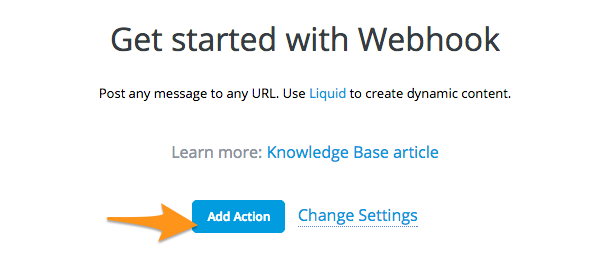 Get started with Webhook
Post any message to any URL. Use Liquid to create dynamic content.
Learn more: Knowledge Base article
Add Action Change Settings